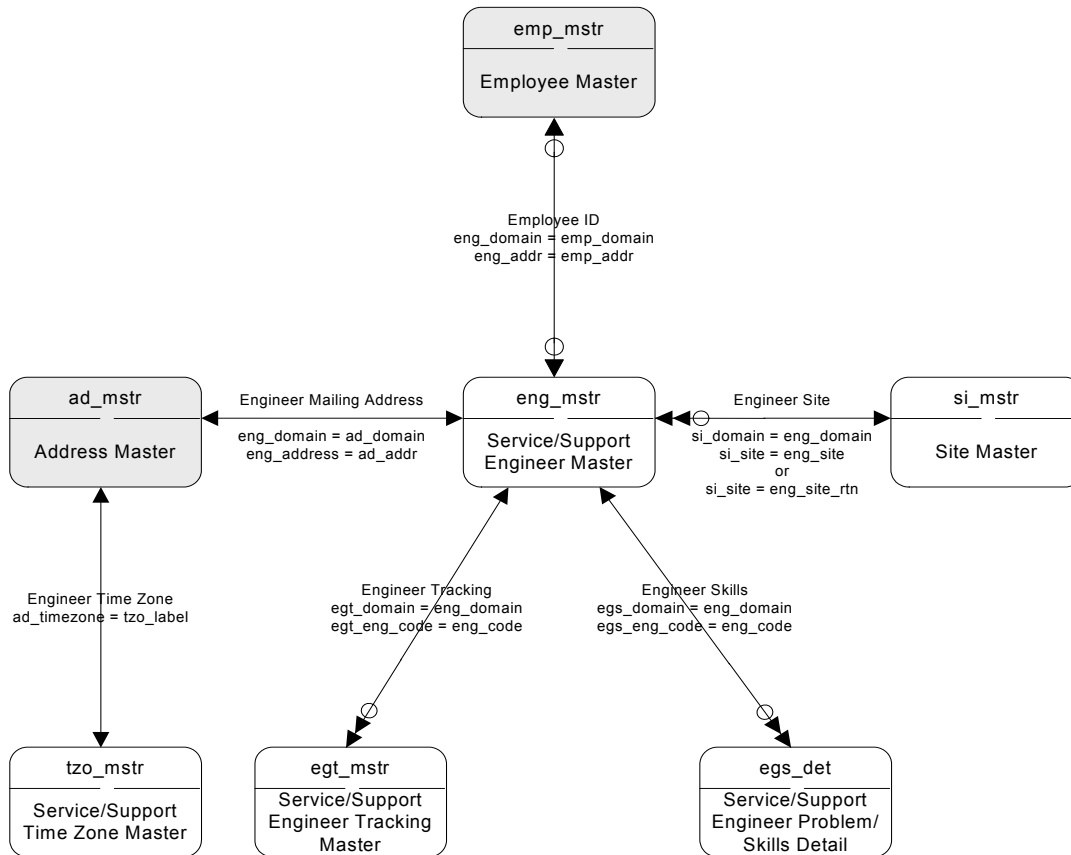 emp_mstr
Employee Master
Employee ID
eng_domain = emp_domain
eng_addr = emp_addr
ad_mstr
Address Master
Engineer Mailing Address
eng_domain = ad_domain
eng_address = ad_addr
eng_mstr
Service/Support
Engineer Master
Engineer Site
si_domain = eng_domain
si_site = eng_site
or
si_site = eng_site_rtn
si_mstr
Site Master
Engineer Time Zone
ad_timezone = tzo_label
Engineer Tracking
egt_domain = eng_domain
egt_eng_code = eng_code
Engineer Skills
egs_domain = eng_domain
egs_eng_code = eng_code
tzo_mstr
Service/Support
Time Zone Master
egt_mstr
Service/Support
Engineer Tracking
Master
egs_det
Service/Support
Engineer Problem/
Skills Detail